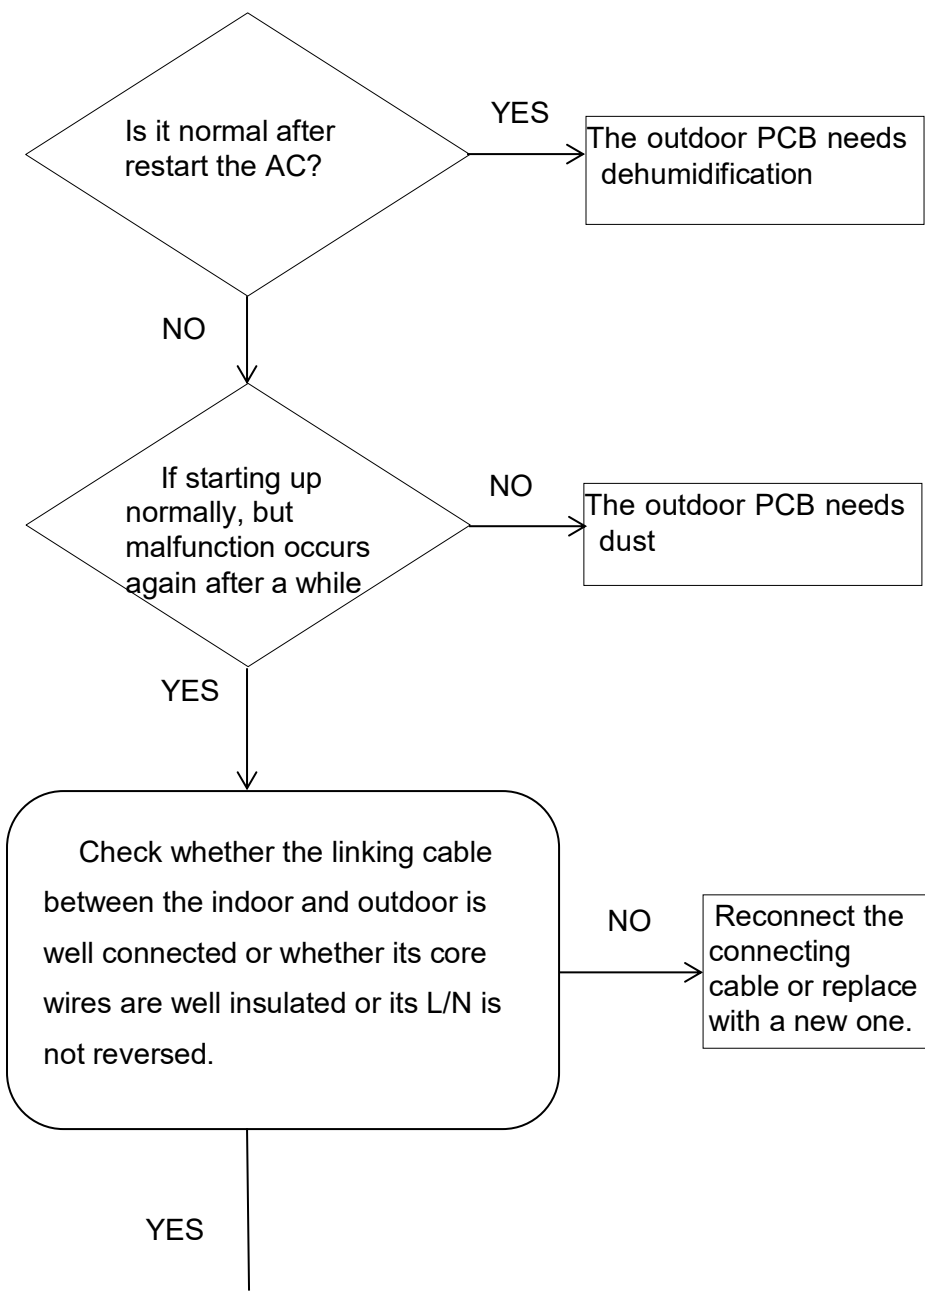 Is it normal after
restart the AC?
YES
The outdoor PCB needs
dehumidification
NO
If starting up
normally, but
malfunction occurs
again after a while
NO
The outdoor PCB needs
dust
YES
Check whether the linking cable
between the indoor and outdoor is
well connected or whether its core
wires are well insulated or its L/N is
not reversed.
NO
Reconnect the
connecting
cable or replace
with a new one.
YES